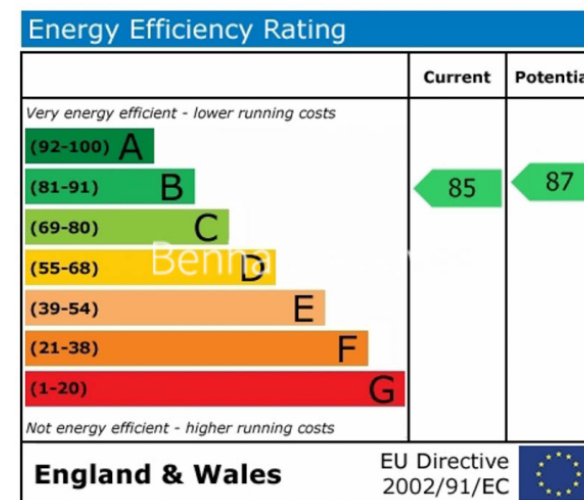 Energy Efficiency Rating
Current Potentia
Very energy efficient - lower running costs
(92-100) A
(81-91) B
85
87
(69-80) C
(55-68) D
(39-54) E
(21-38) F
(1-20) G
Not energy efficient - higher running costs
England & Wales
EU Directive
2002/91/EC